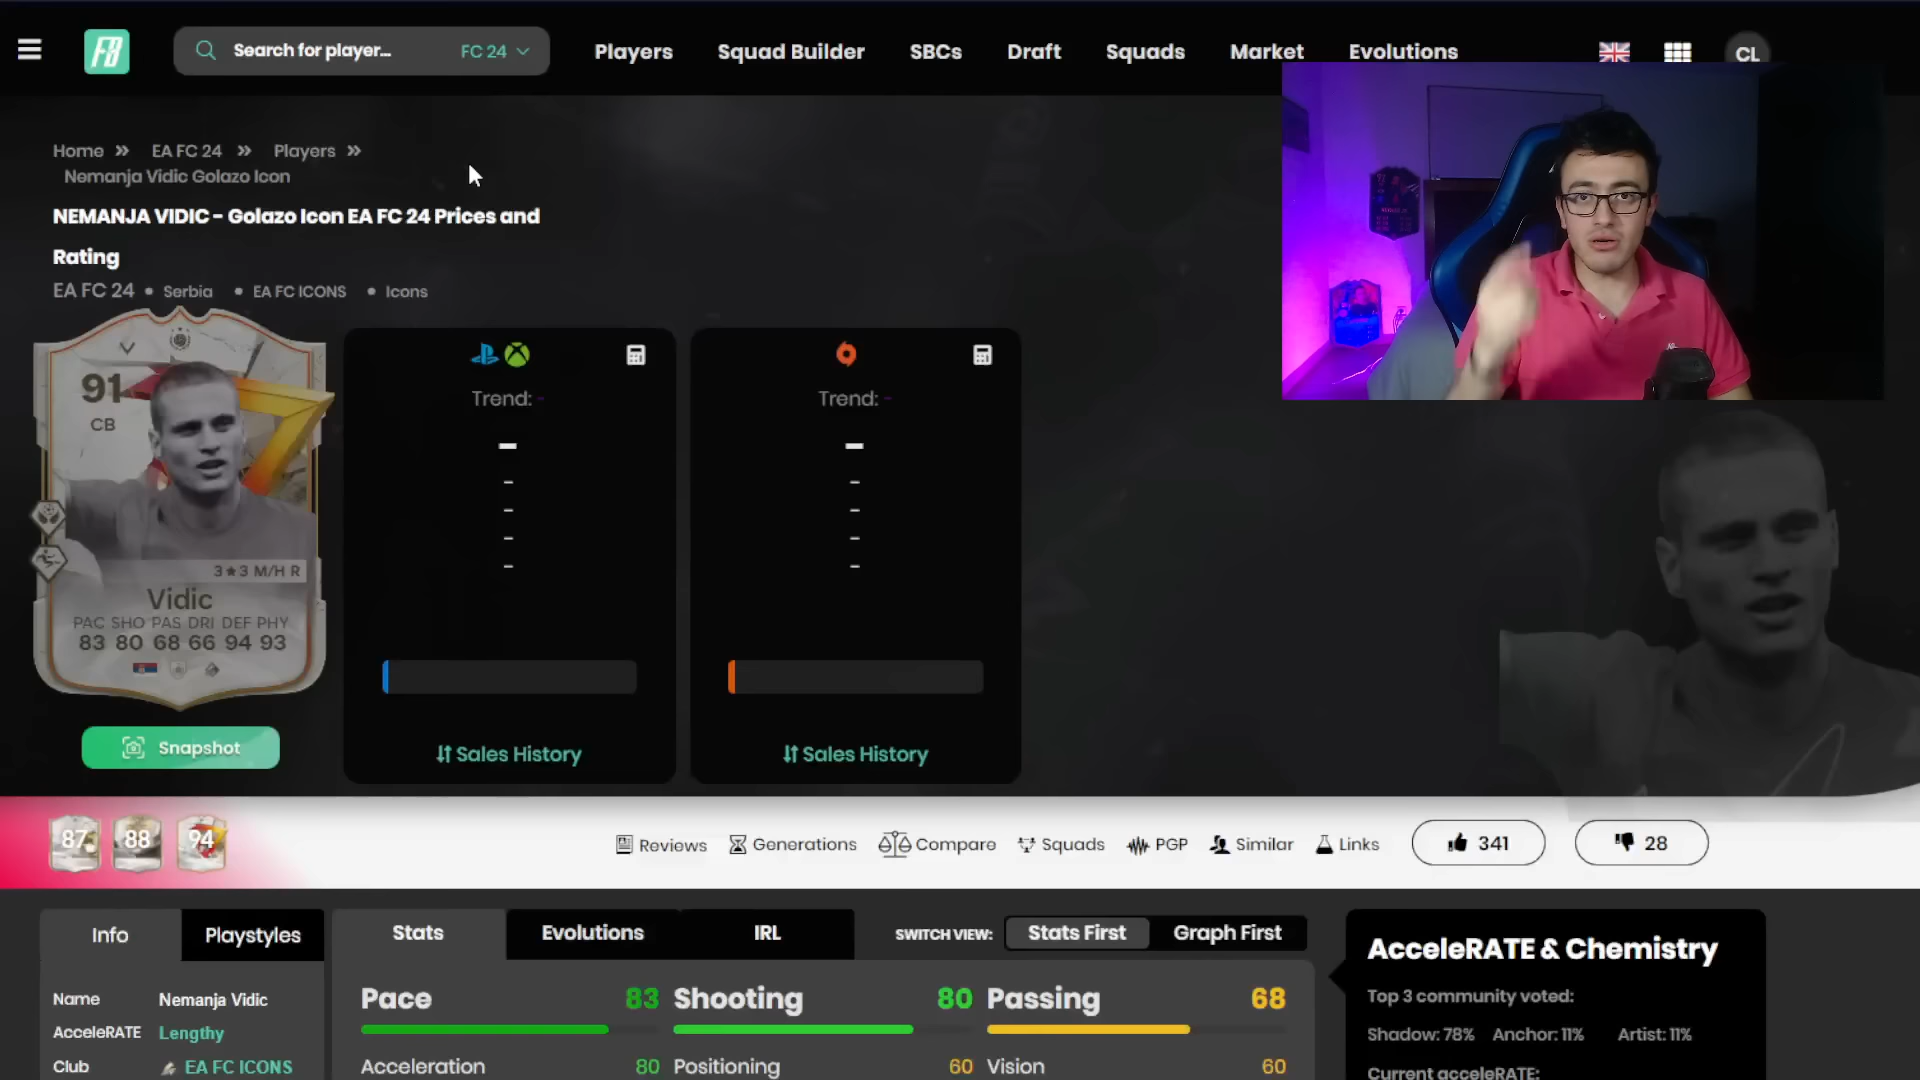 FB
Search for player...
FC 24
Players
Squad Builder
SBCs
Draft
Squads
Market
Evolutions
CL
Home » EA FC 24 » Players »
Nemanja Vidic Golazo Icon
NEMANJA VIDIC - Golazo Icon EA FC 24 Prices and
Rating
EA FC 24 • Serbia • EA FC ICONS • Icons
91
CB
3★3 M/H R
Vidic
PAC SHO PAS DRI DEF PHY
83 80 68 66 94 93
Snapshot
Trend: -
-
-
-
-
-
Sales History
Trend: -
-
-
-
-
-
Sales History
87
88
94
Reviews
Generations
Compare
Squads
PGP
Similar
Links
341
28
Info
Playstyles
Name Nemanja Vidic
AcceleRATE Lengthy
Club EA FC ICONS
Stats
Evolutions
IRL
SWITCH VIEW:
Stats First
Graph First
Pace 83
Shooting 80
Passing 68
Acceleration 80
Positioning 60
Vision 60
AcceleRATE & Chemistry
Top 3 community voted:
Shadow: 78% Anchor: 11% Artist: 11%
Current acceleRATE: